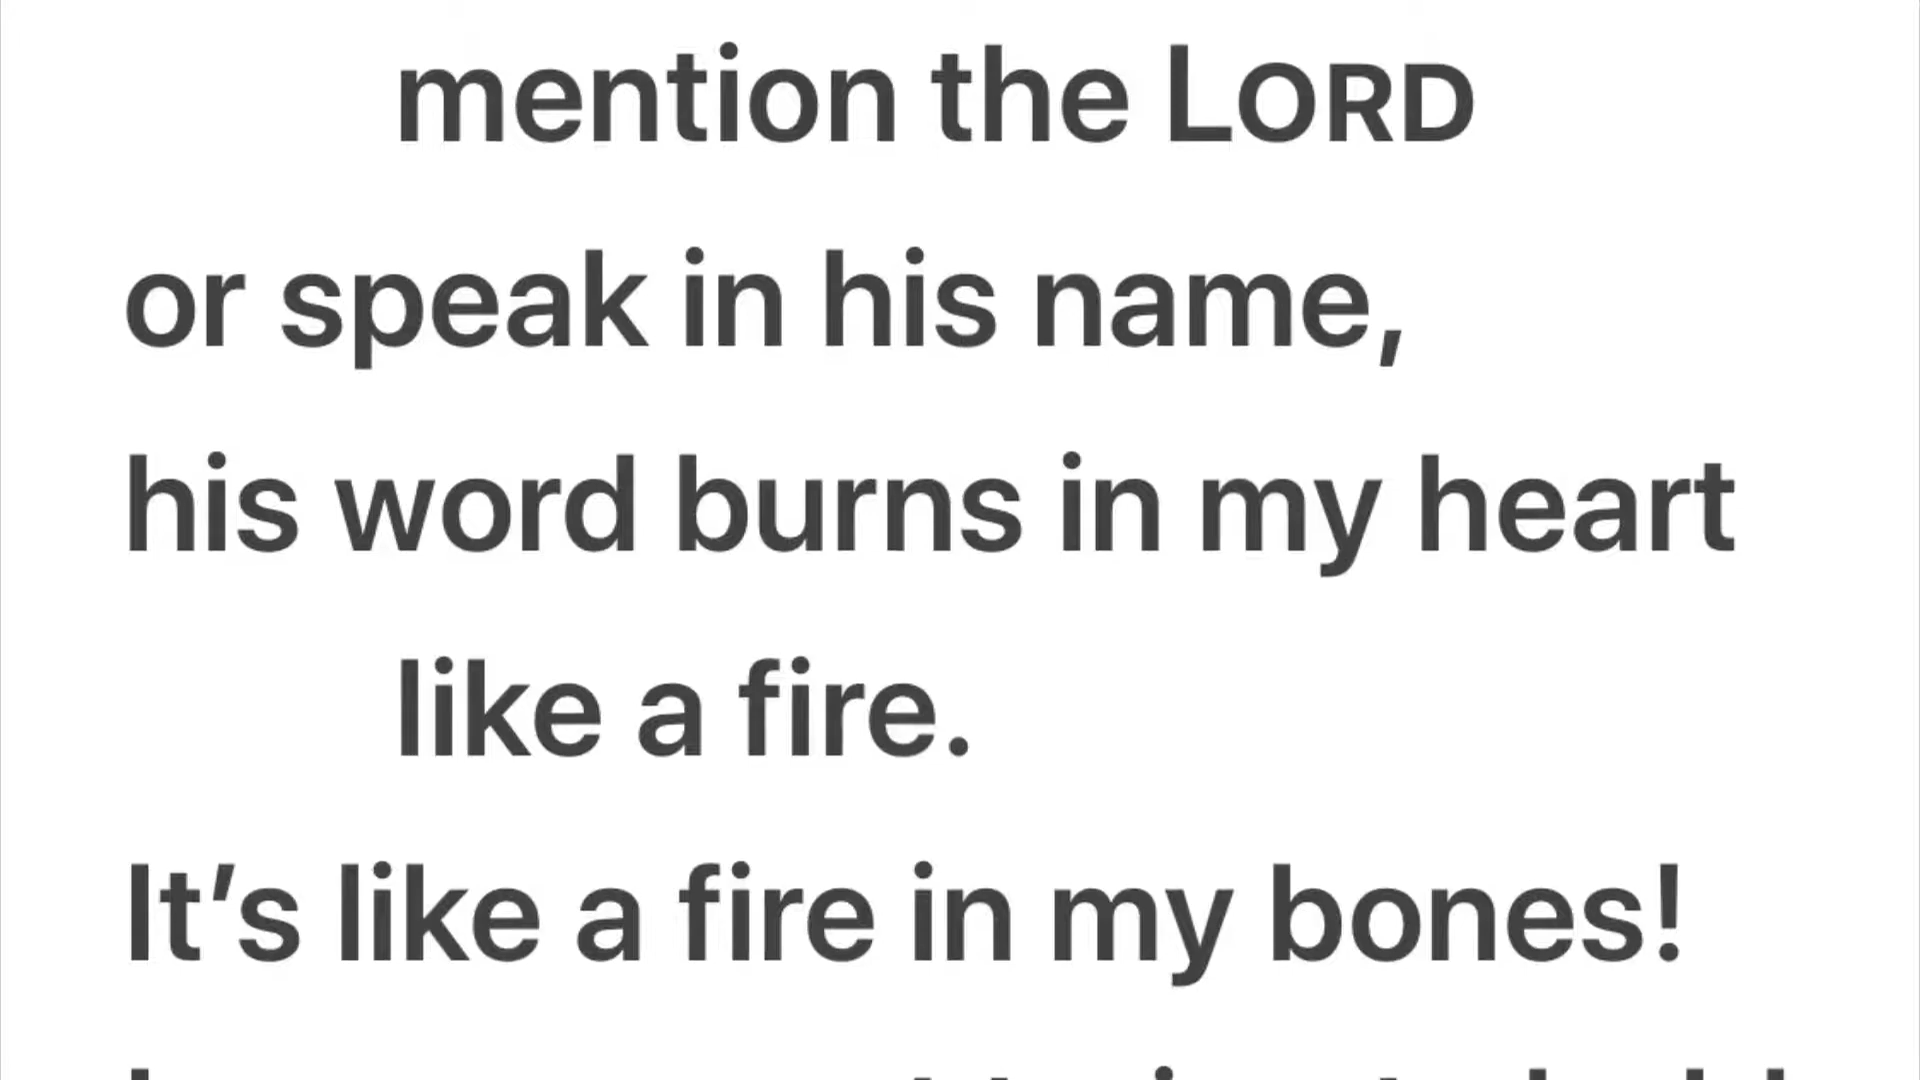 mention the LORD
or speak in his name,
his word burns in my heart
like a fire.
It’s like a fire in my bones!